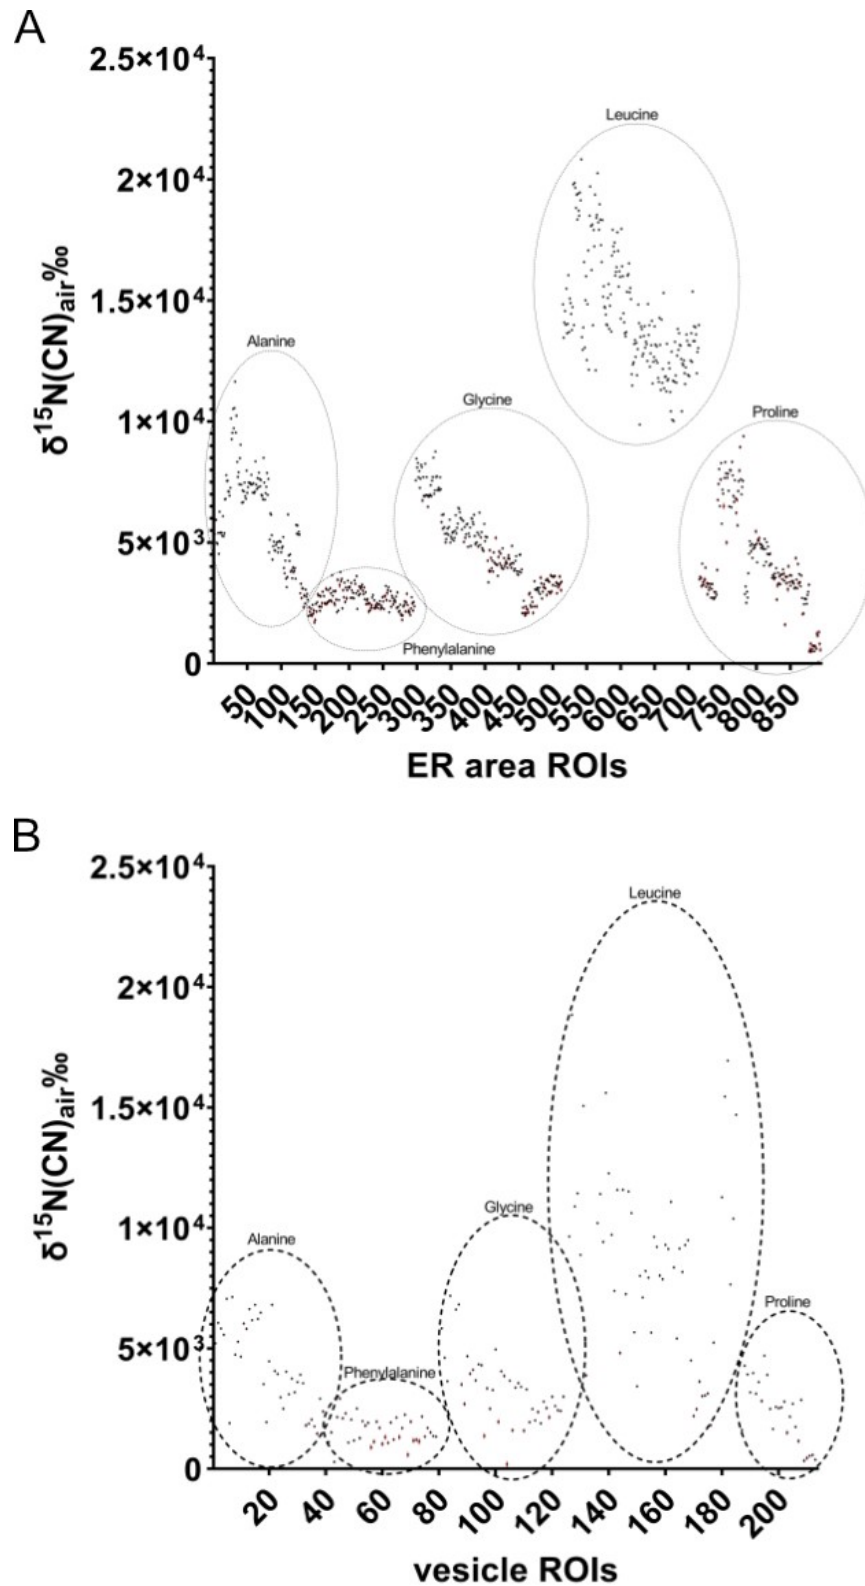 A
2.5×10⁴
2×10⁴
1.5×10⁴
1×10⁴
5×10³
0
δ¹⁵N(CN)air‰
Leucine
Alanine
Glycine
Proline
Phenylalanine
50 100 150 200 250 300 350 400 450 500 550 600 650 700 750 800 850
ER area ROIs
B
2.5×10⁴
2×10⁴
1.5×10⁴
1×10⁴
5×10³
0
δ¹⁵N(CN)air‰
Leucine
Glycine
Alanine
Proline
Phenylalanine
20 40 60 80 100 120 140 160 180 200
vesicle ROIs